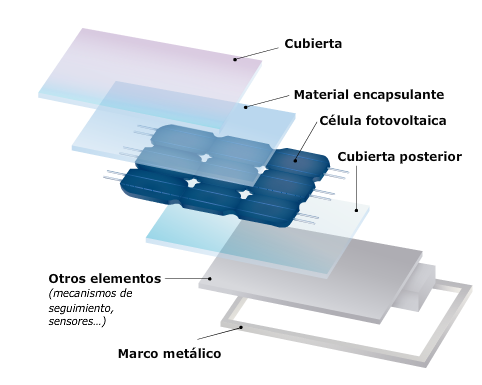 Cubierta
Material encapsulante
Célula fotovoltaica
Cubierta posterior
Otros elementos
(mecanismos de
seguimiento,
sensores...)
Marco metálico